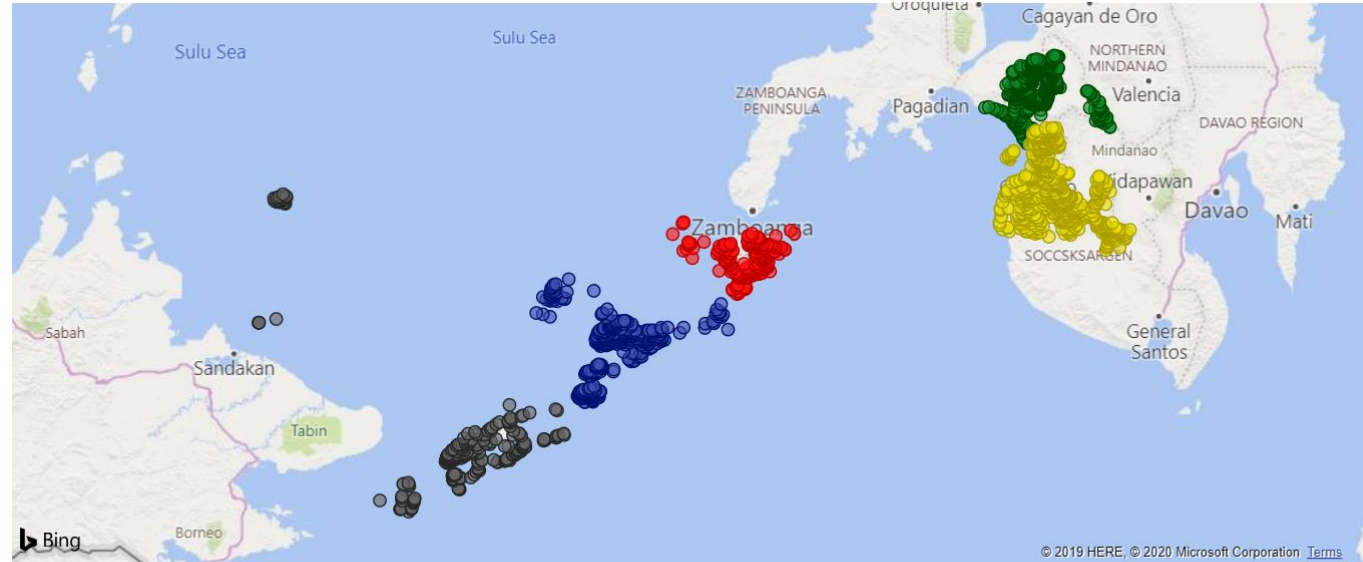 Oroquieta
Cagayan de Oro
Sulu Sea
Sulu Sea
NORTHERN
MINDANAO
ZAMBOANGA
PENINSULA
Pagadian
Valencia
DAVAO REGION
Mindanao
Kidapawan
Davao
Mati
Zamboanga
SOCCSKSARGEN
Sabah
Sandakan
General
Santos
Tabin
Borneo
Bing
© 2019 HERE, © 2020 Microsoft Corporation Terms